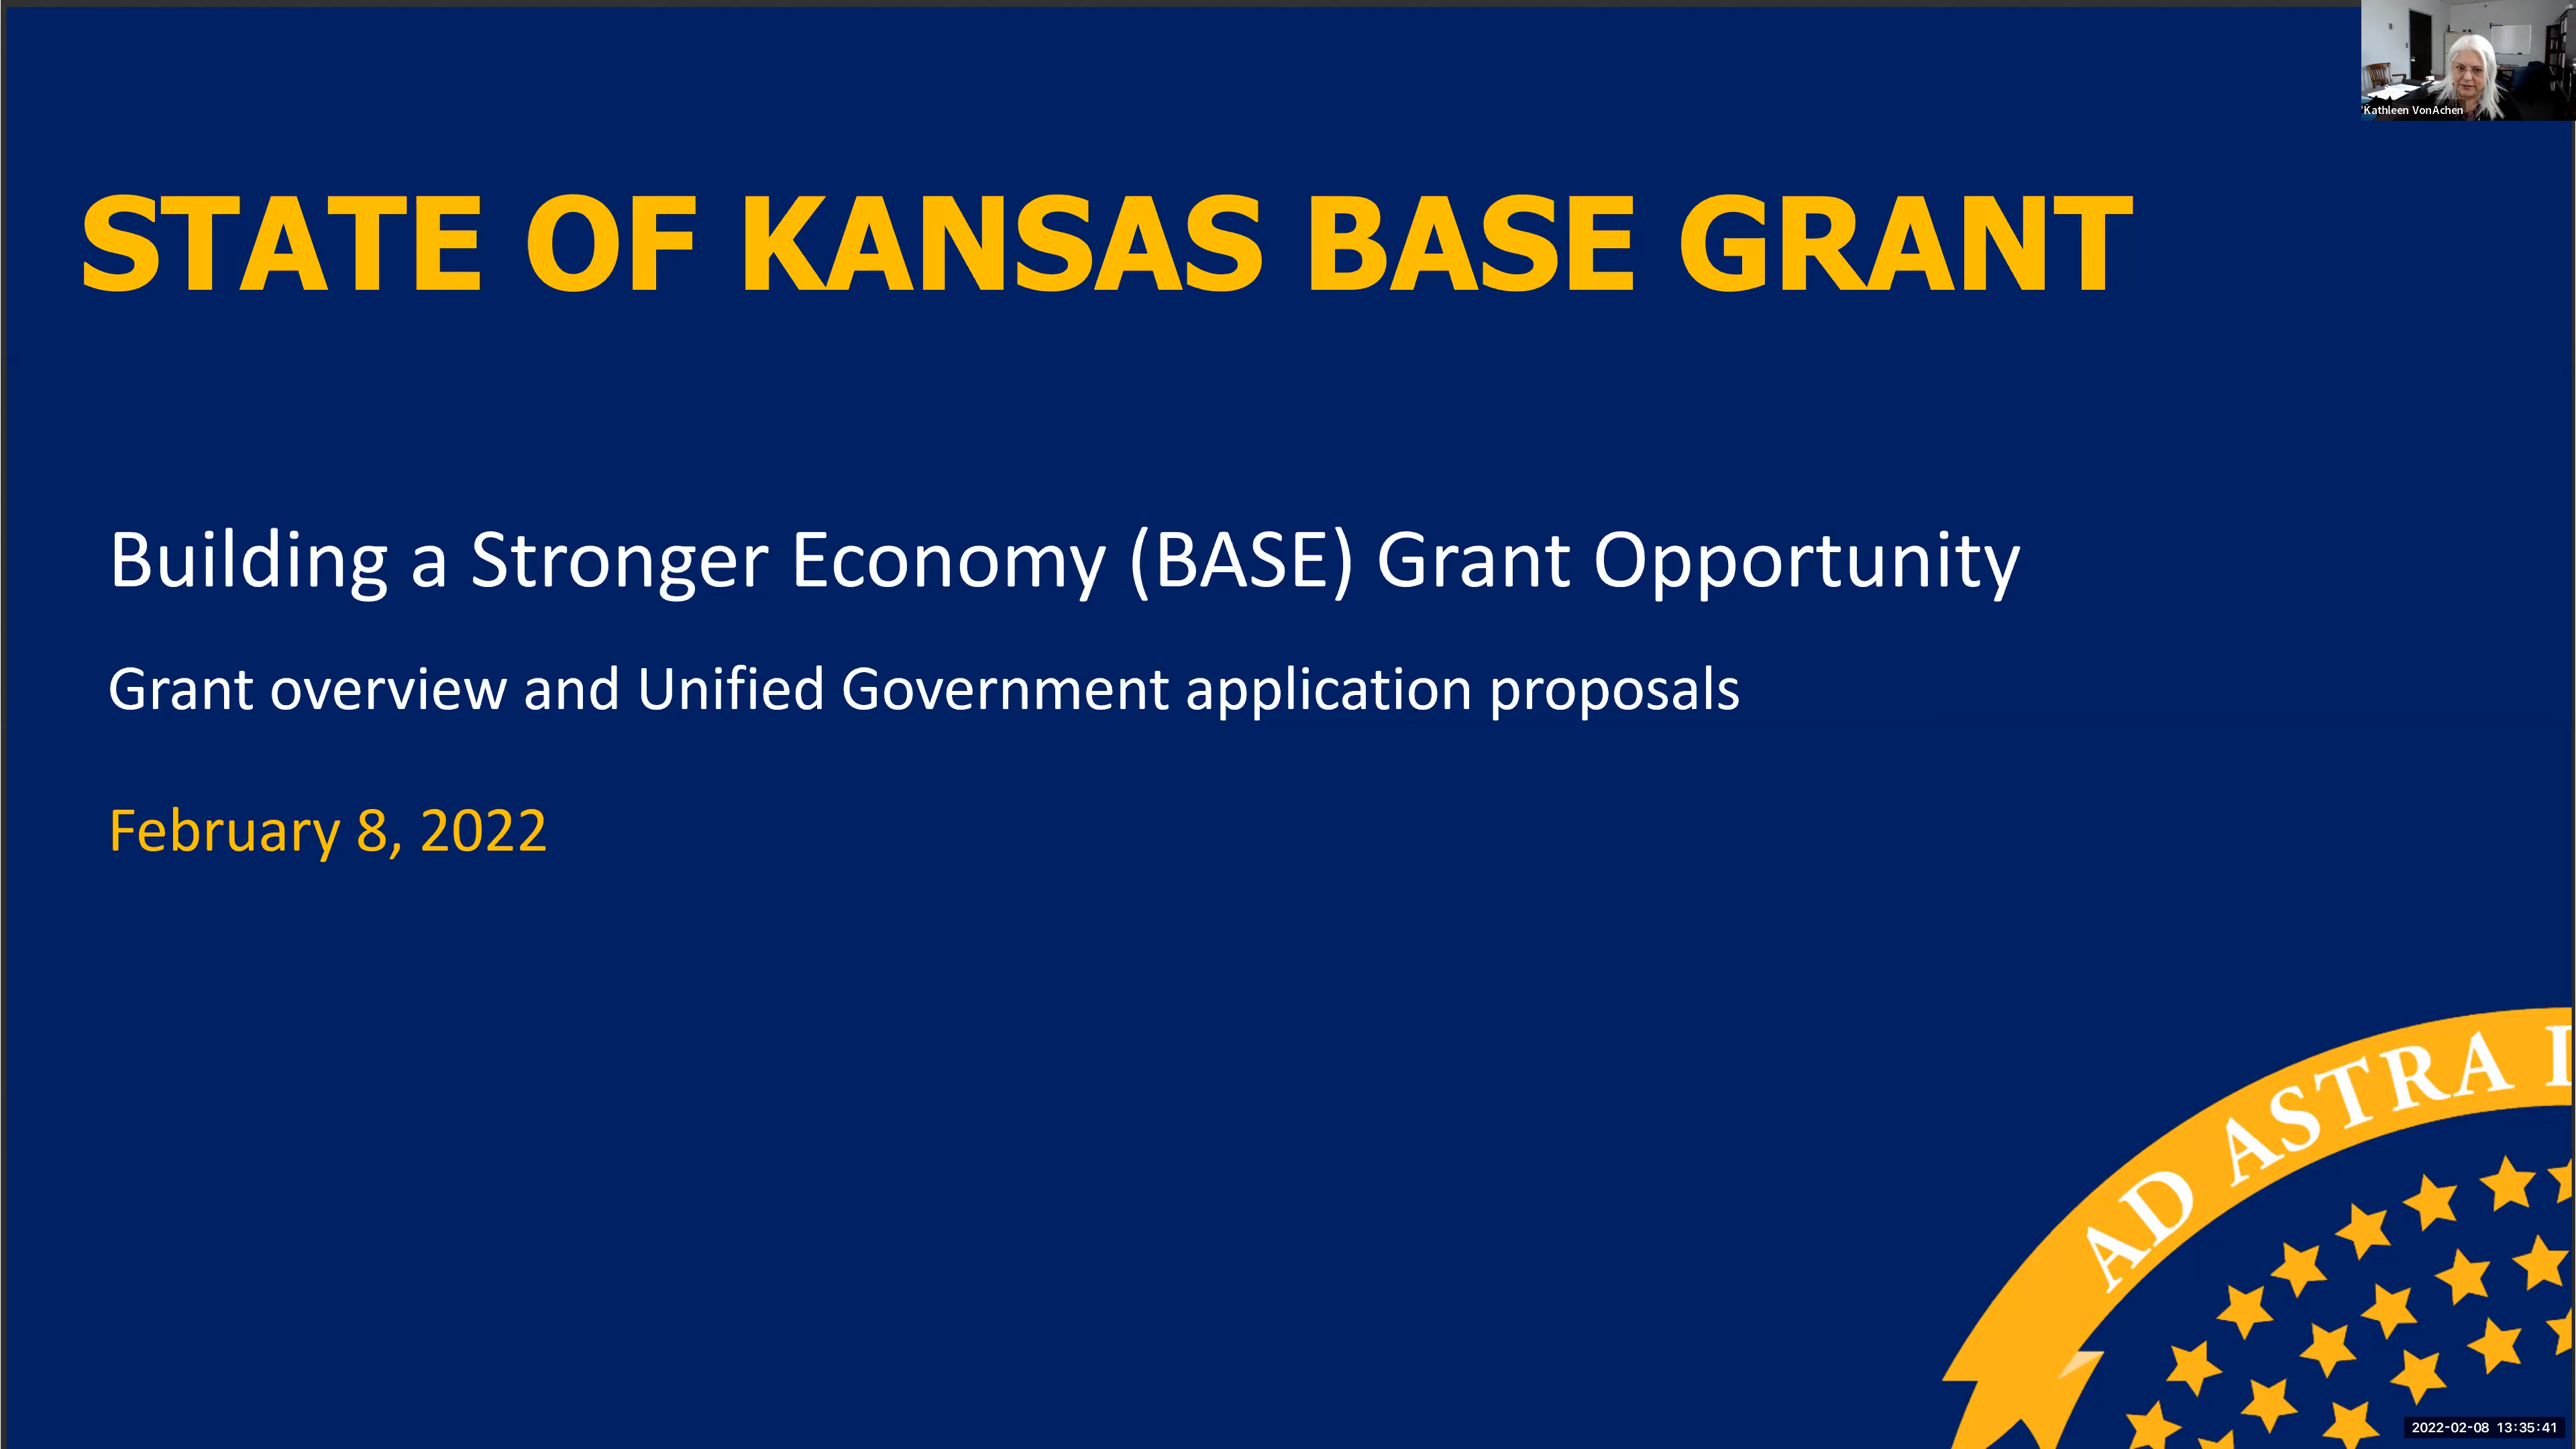 Kathleen VonAchen
STATE OF KANSAS BASE GRANT
Building a Stronger Economy (BASE) Grant Opportunity
Grant overview and Unified Government application proposals
February 8, 2022
AD ASTRA
2022-02-08 13:35:41